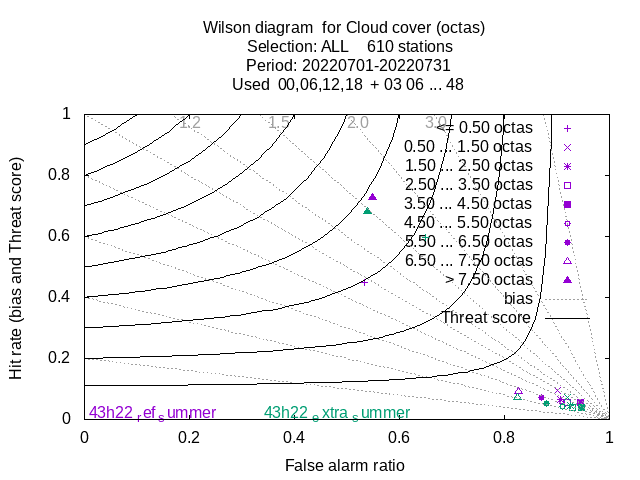 Wilson diagram  for Cloud cover (octas)
Selection: ALL    610 stations
Period: 20220701-20220731
Used  00,06,12,18  + 03 06 ... 48
1.2 1.5 2.0 3.0
<= 0.50 octas
0.50 ... 1.50 octas
1.50 ... 2.50 octas
2.50 ... 3.50 octas
3.50 ... 4.50 octas
4.50 ... 5.50 octas
5.50 ... 6.50 octas
6.50 ... 7.50 octas
> 7.50 octas
bias
Threat score
43h22_ref_summer 43h22_extra_summer
1
0.8
0.6
0.4
0.2
0
0 0.2 0.4 0.6 0.8 1
Hit rate (bias and Threat score)
False alarm ratio